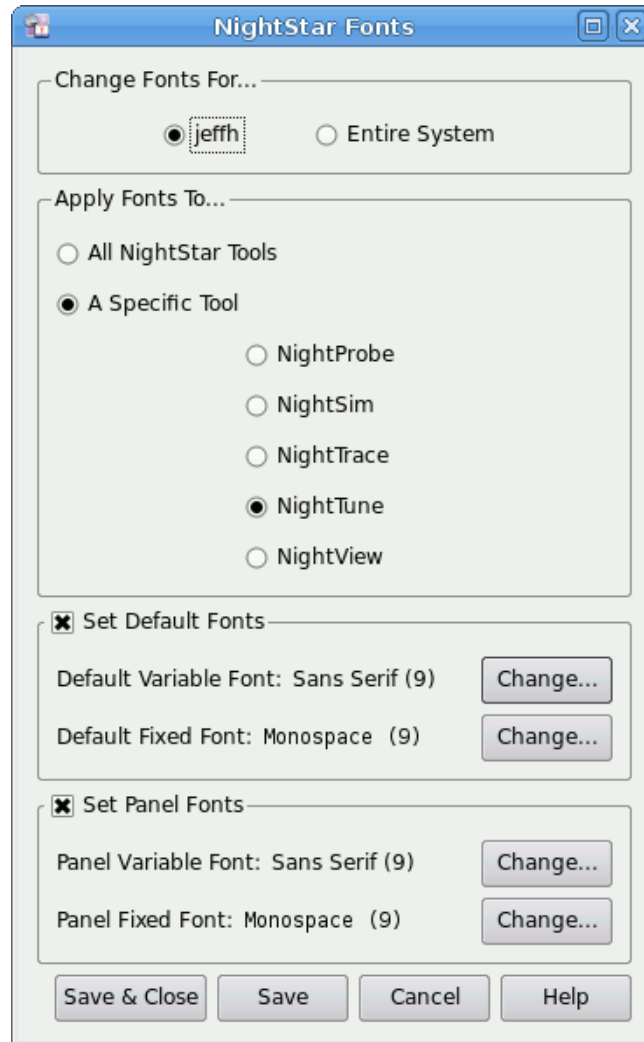 NightStar Fonts
Change Fonts For...
jeffh Entire System
Apply Fonts To...
All NightStar Tools
A Specific Tool
NightProbe
NightSim
NightTrace
NightTune
NightView
Set Default Fonts
Default Variable Font: Sans Serif (9) Change...
Default Fixed Font: Monospace (9) Change...
Set Panel Fonts
Panel Variable Font: Sans Serif (9) Change...
Panel Fixed Font: Monospace (9) Change...
Save & Close Save Cancel Help